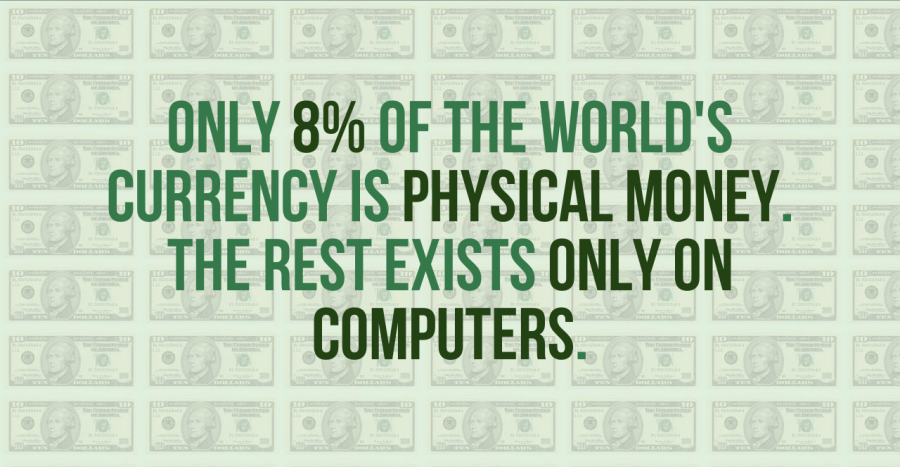 ONLY 8% OF THE WORLD'S
CURRENCY IS PHYSICAL MONEY.
THE REST EXISTS ONLY ON
COMPUTERS.